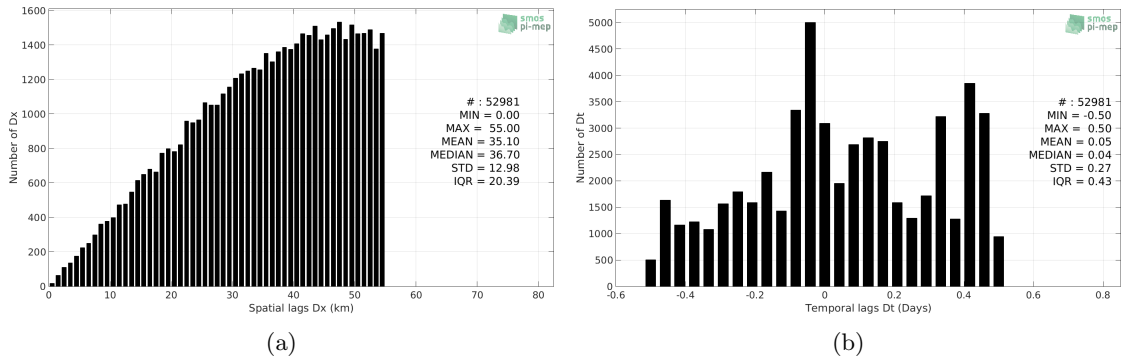 1600
1400
1200
1000
800
600
400
200
0
Number of Dx
0 10 20 30 40 50 60 70 80
Spatial lags Dx (km)
smos
pi-mep
# : 52981
MIN = 0.00
MAX = 55.00
MEAN = 35.10
MEDIAN = 36.70
STD = 12.98
IQR = 20.39
(a)
5000
4500
4000
3500
3000
2500
2000
1500
1000
500
0
Number of Dt
-0.6 -0.4 -0.2 0 0.2 0.4 0.6 0.8
Temporal lags Dt (Days)
smos
pi-mep
# : 52981
MIN = -0.50
MAX = 0.50
MEAN = 0.05
MEDIAN = 0.04
STD = 0.27
IQR = 0.43
(b)